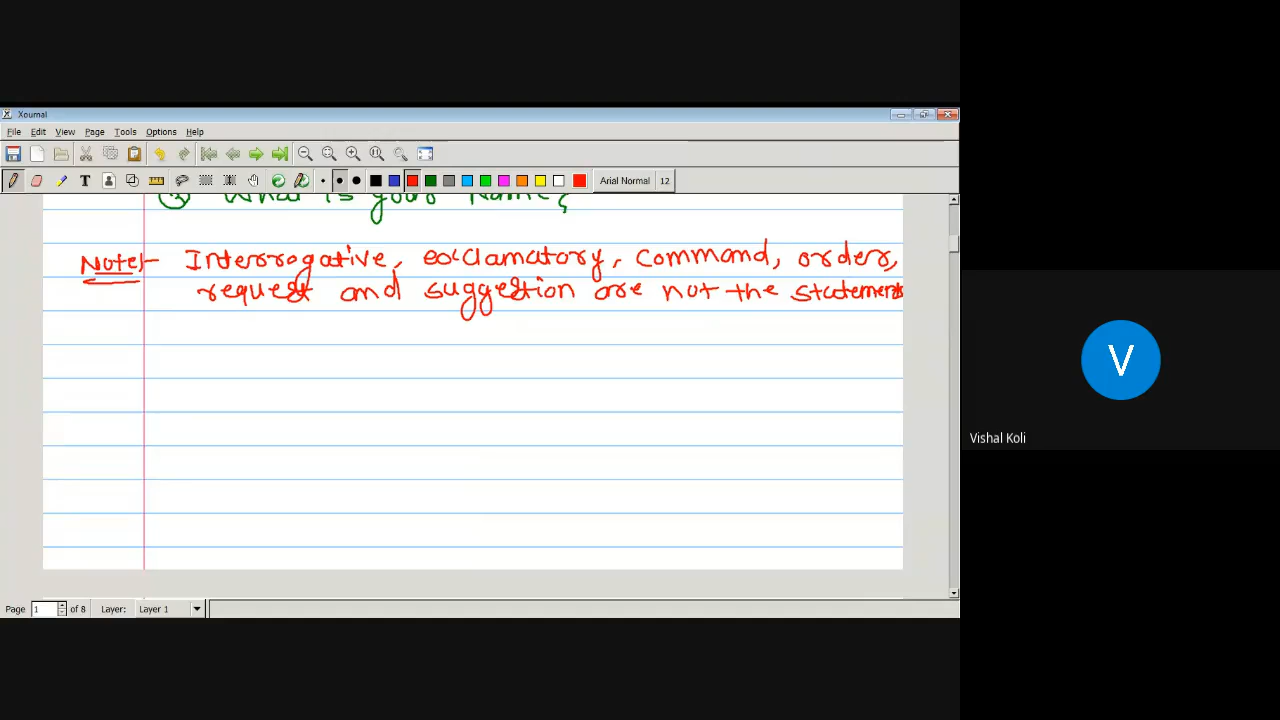 Xournal
File Edit View Page Tools Options Help
T Arial Normal 12
② What is your Name?
Note:- Interrogative, exclamatory, command, orders,
request and suggestion are not the statements
V
Vishal Koli
Page 1 of 8 Layer: Layer 1